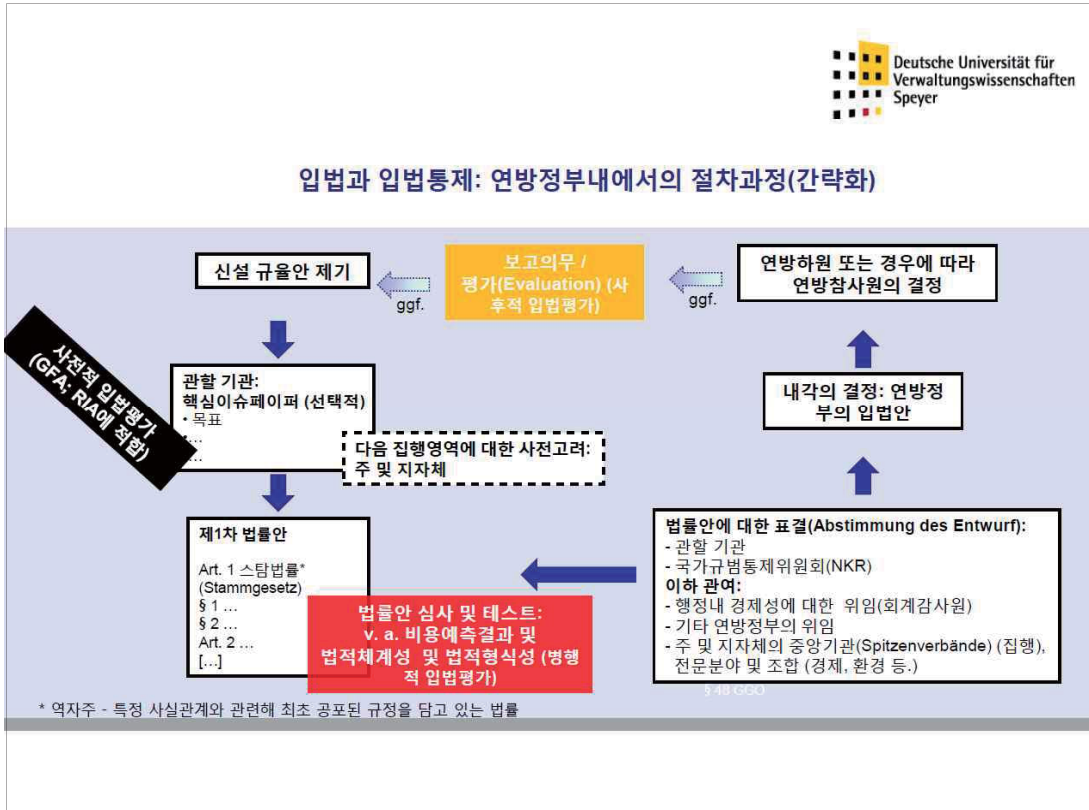 Deutsche Universität für
Verwaltungswissenschaften
Speyer
입법과 입법통제: 연방정부내에서의 절차과정(간략화)
신설 규율안 제기
ggf.
보고의무 /
평가(Evaluation) (사
후적 입법평가)
ggf.
연방하원 또는 경우에 따라
연방참사원의 결정
사전적 입법평가
(GFA; RIA에 적합)
관할 기관:
핵심이슈페이퍼 (선택적)
• 목표
•...
...
다음 집행영역에 대한 사전고려:
주 및 지자체
내각의 결정: 연방정
부의 입법안
제1차 법률안
Art. 1 스탐법률*
(Stammgesetz)
§ 1 ...
§ 2 ...
Art. 2 ...
[...]
법률안 심사 및 테스트:
v. a. 비용예측결과 및
법적체계성 및 법적형식성 (병행
적 입법평가)
법률안에 대한 표결(Abstimmung des Entwurf):
- 관할 기관
- 국가규범통제위원회(NKR)
이하 관여:
- 행정내 경제성에 대한 위임(회계감사원)
- 기타 연방정부의 위임
- 주 및 지자체의 중앙기관(Spitzenverbände) (집행),
전문분야 및 조합 (경제, 환경 등.)
§ 48 GGO
* 역자주 - 특정 사실관계와 관련해 최초 공포된 규정을 담고 있는 법률